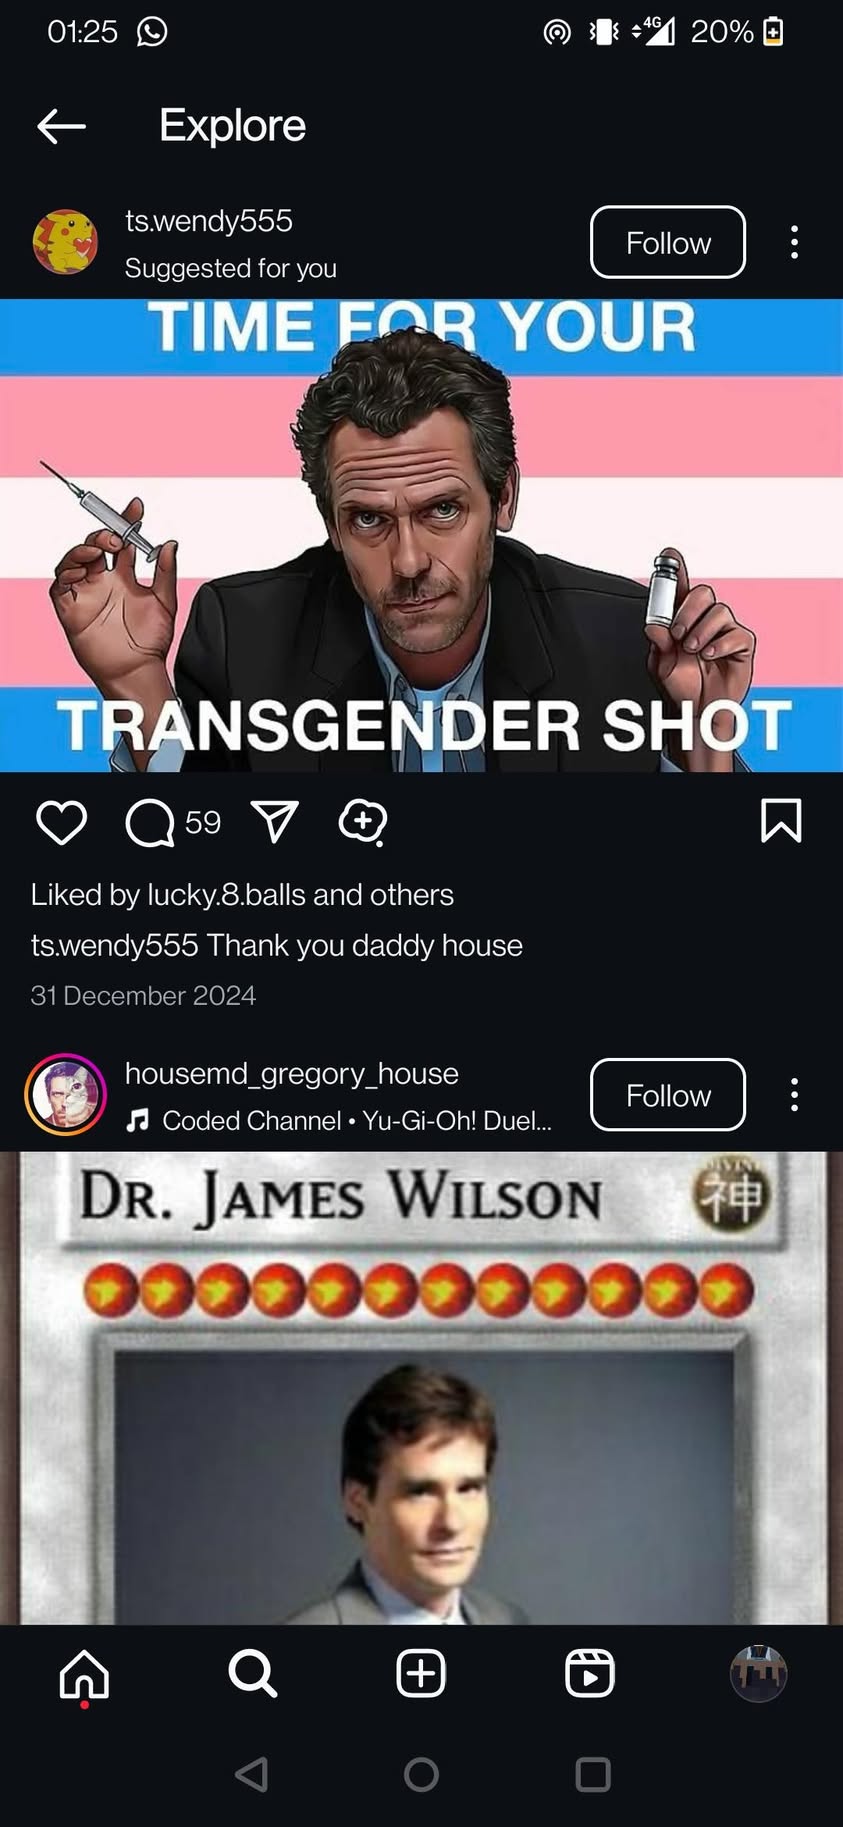 01:25
4G 20%
Explore
ts.wendy555
Suggested for you
Follow
TIME FOR YOUR
TRANSGENDER SHOT
59
Liked by lucky.8.balls and others
ts.wendy555 Thank you daddy house
31 December 2024
housemd_gregory_house
Coded Channel • Yu-Gi-Oh! Duel...
Follow
DR. JAMES WILSON
神